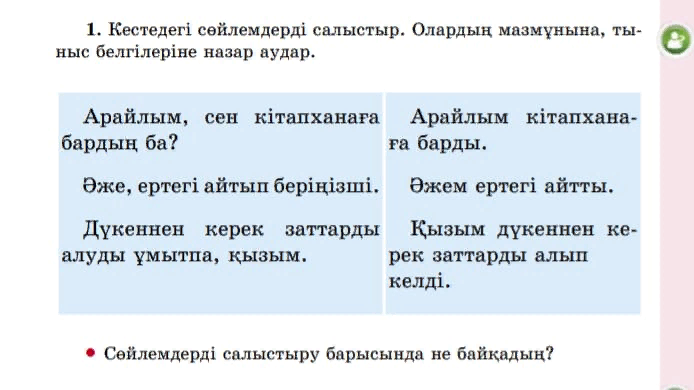 1. Кестедегі сөйлемдерді салыстыр. Олардың мазмұнына, ты-
ныс белгілеріне назар аудар.
Арайлым, сен кітапханаға
бардың ба?
Әже, ертегі айтып беріңізші.
Дүкеннен керек заттарды
алуды ұмытпа, қызым.
Арайлым кітапхана-
ға барды.
Әжем ертегі айтты.
Қызым дүкеннен ке-
рек заттарды алып
келді.
• Сөйлемдерді салыстыру барысында не байқадың?